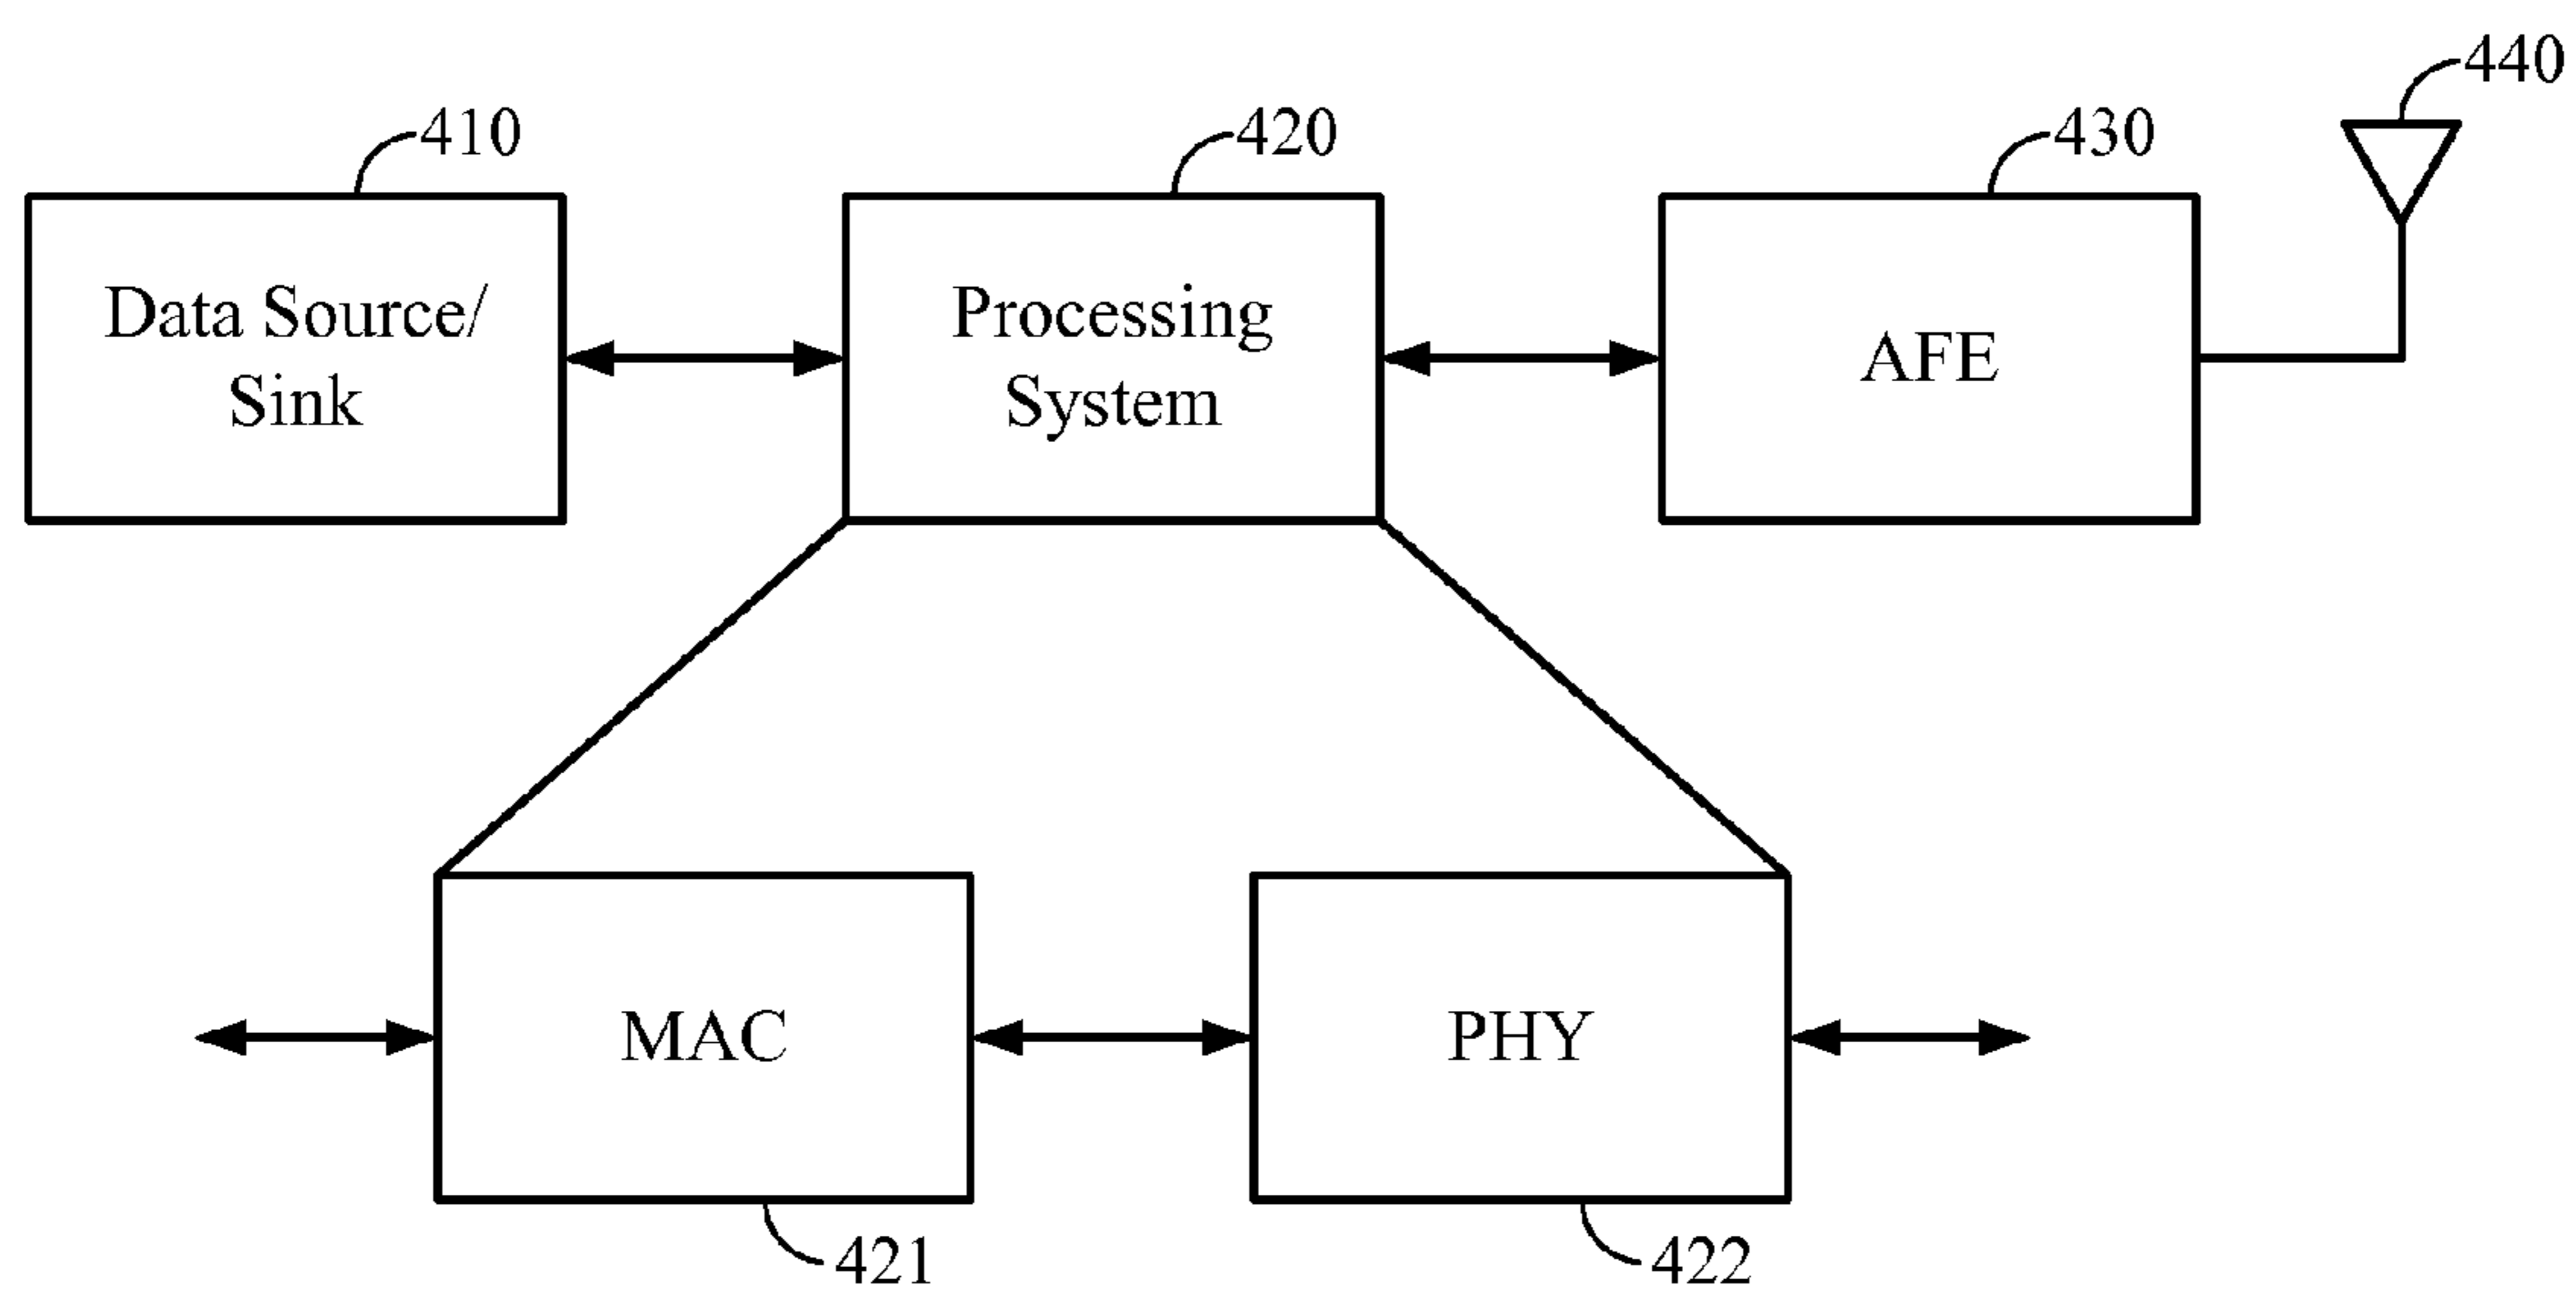 440
410
420
430
Data Source/
Sink
Processing
System
AFE
MAC
PHY
421
422